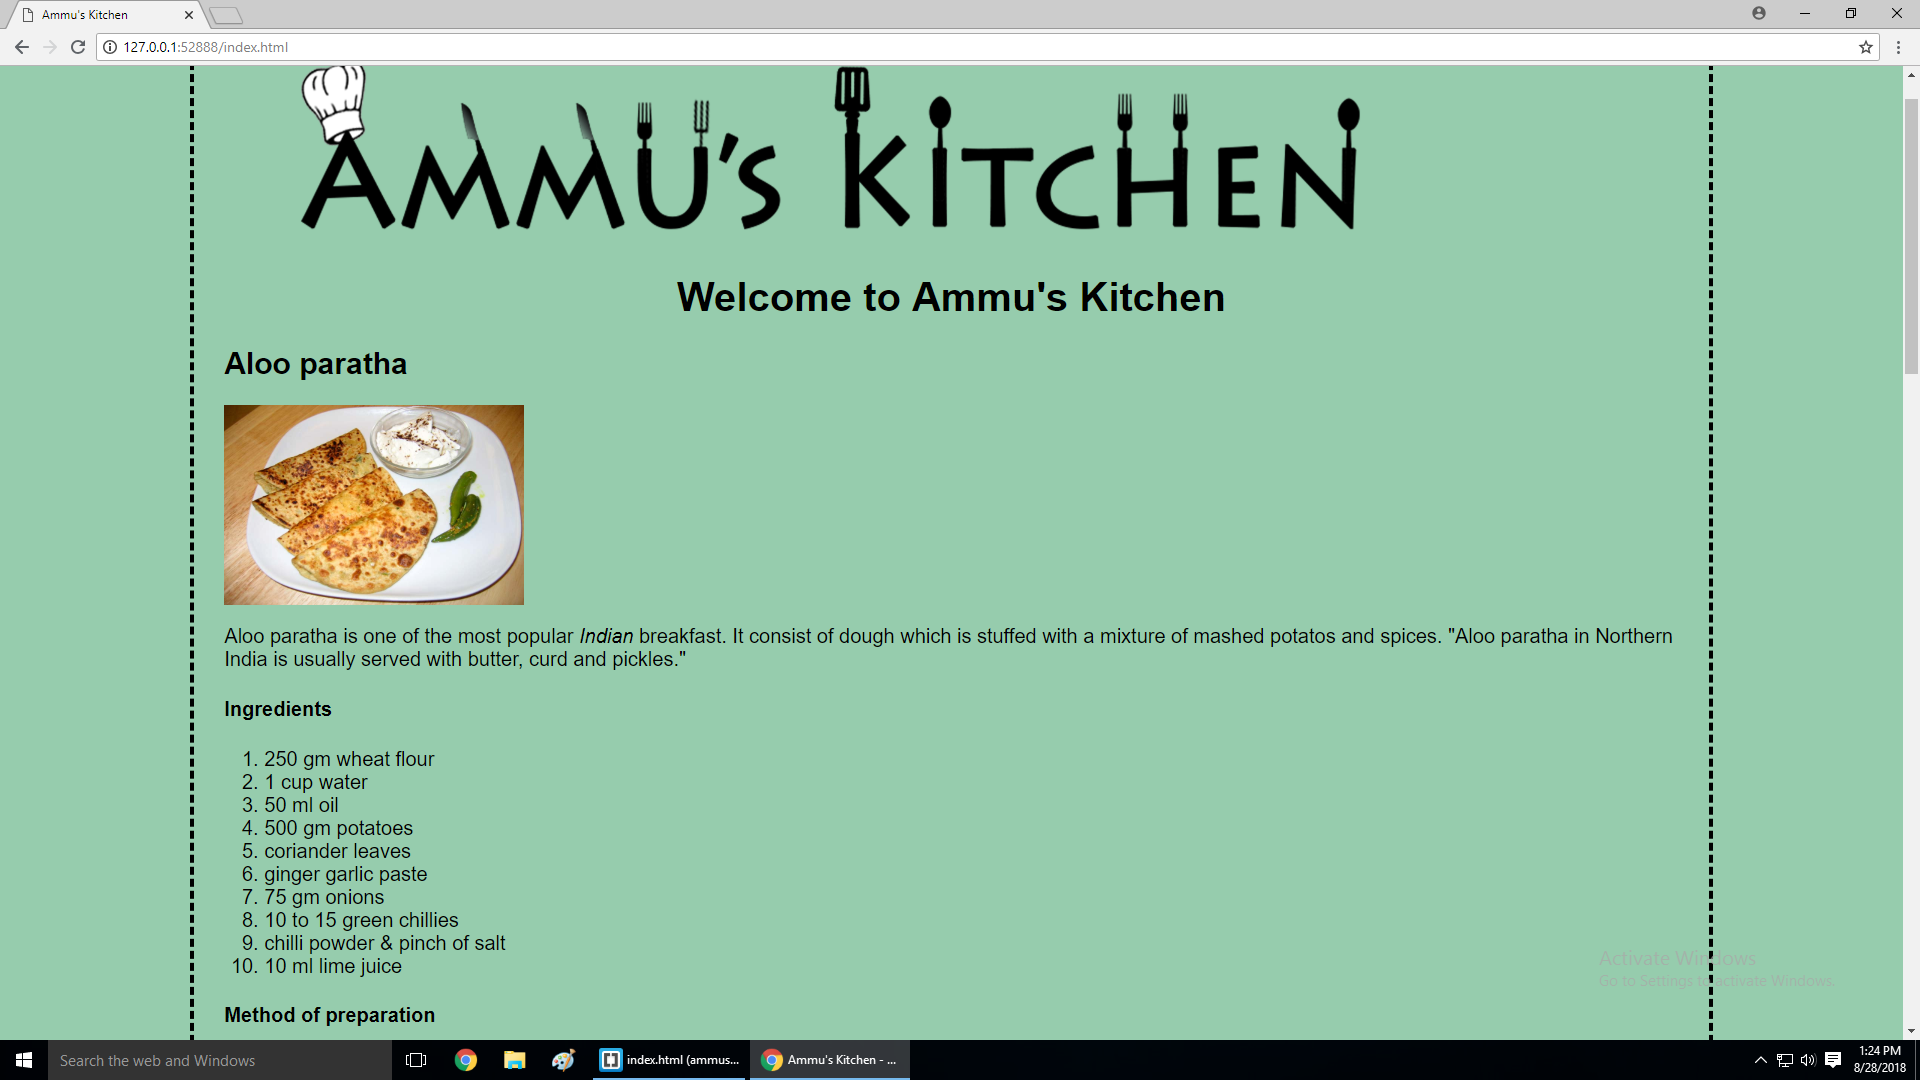 Ammu's Kitchen
127.0.0.1:52888/index.html
AMMU'S KITCHEN
Welcome to Ammu's Kitchen
Aloo paratha
Aloo paratha is one of the most popular Indian breakfast. It consist of dough which is stuffed with a mixture of mashed potatos and spices. "Aloo paratha in Northern
India is usually served with butter, curd and pickles."
Ingredients
1. 250 gm wheat flour
2. 1 cup water
3. 50 ml oil
4. 500 gm potatoes
5. coriander leaves
6. ginger garlic paste
7. 75 gm onions
8. 10 to 15 green chillies
9. chilli powder & pinch of salt
10. 10 ml lime juice
Activate Windows
Go to Settings to activate Windows.
Method of preparation
Search the web and Windows
index.html (ammus...
Ammu's Kitchen - ...
1:24 PM
8/28/2018